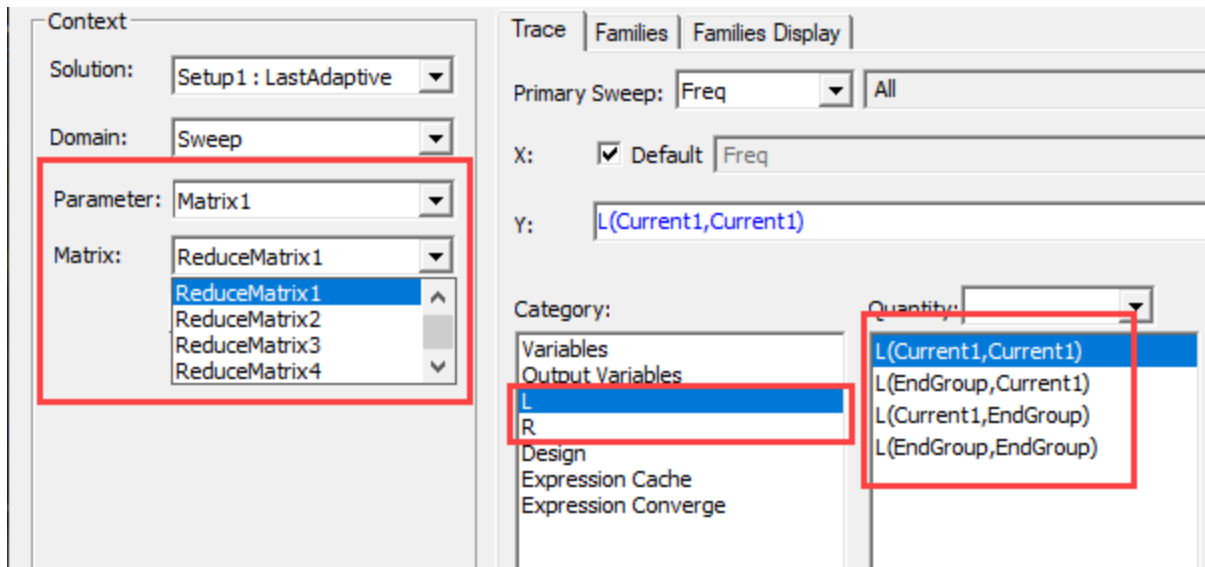 Context
Solution:
Setup1 : LastAdaptive
Domain:
Sweep
Parameter:
Matrix1
Matrix:
ReduceMatrix1
ReduceMatrix1
ReduceMatrix2
ReduceMatrix3
ReduceMatrix4
Trace
Families
Families Display
Primary Sweep:
Freq
All
X:
Default
Freq
Y:
L(Current1,Current1)
Category:
Variables
Output Variables
L
R
Design
Expression Cache
Expression Converge
Quantity:
L(Current1,Current1)
L(EndGroup,Current1)
L(Current1,EndGroup)
L(EndGroup,EndGroup)